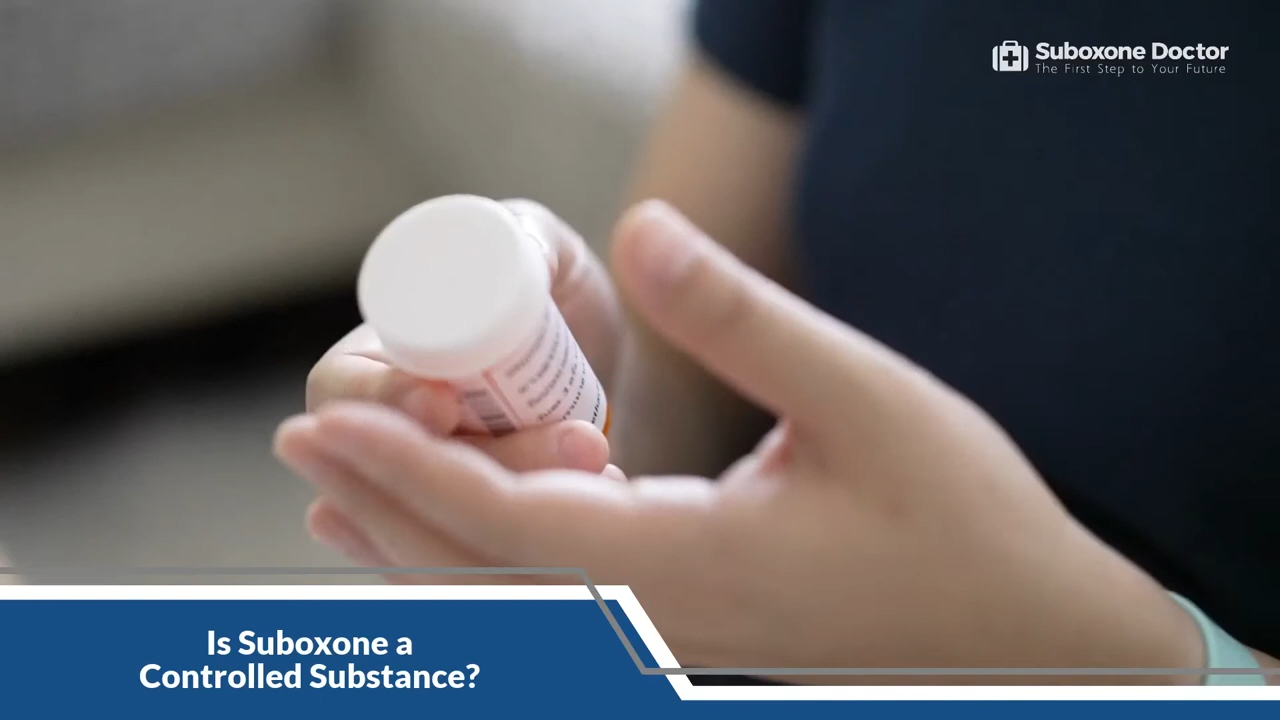 Suboxone Doctor
The First Step to Your Future
Is Suboxone a
Controlled Substance?